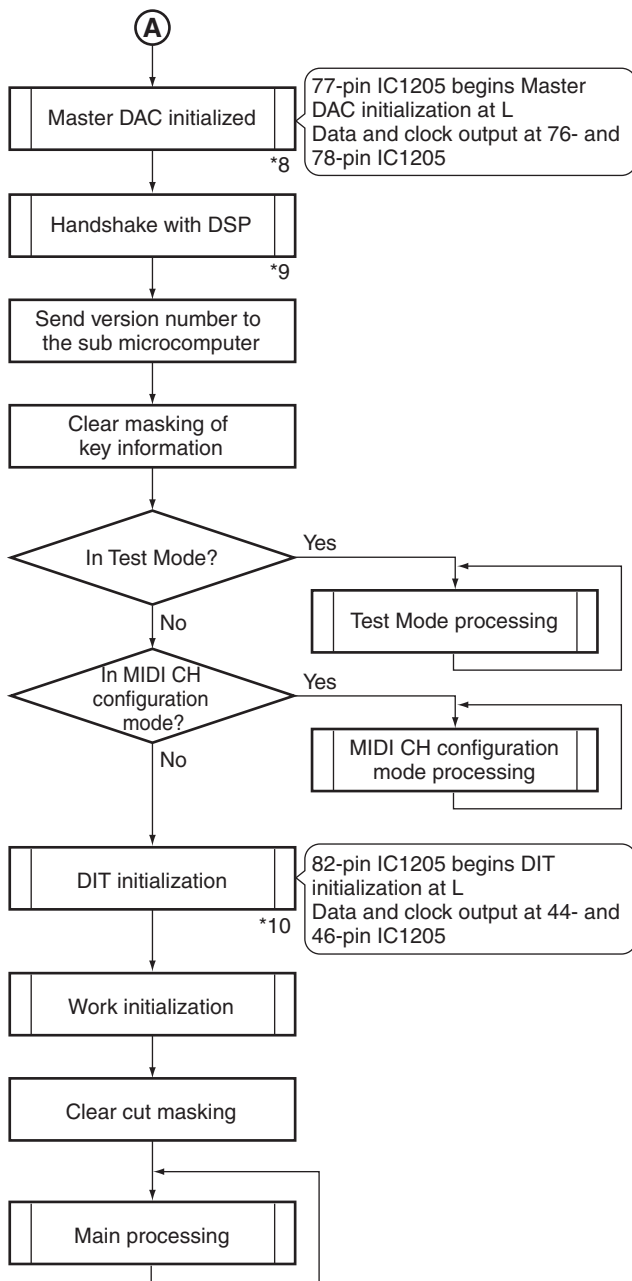 A
Master DAC initialized
77-pin IC1205 begins Master
DAC initialization at L
Data and clock output at 76- and
78-pin IC1205
*8
Handshake with DSP
*9
Send version number to
the sub microcomputer
Clear masking of
key information
In Test Mode?
Yes
Test Mode processing
No
In MIDI CH
configuration
mode?
Yes
MIDI CH configuration
mode processing
No
DIT initialization
82-pin IC1205 begins DIT
initialization at L
Data and clock output at 44- and
46-pin IC1205
*10
Work initialization
Clear cut masking
Main processing